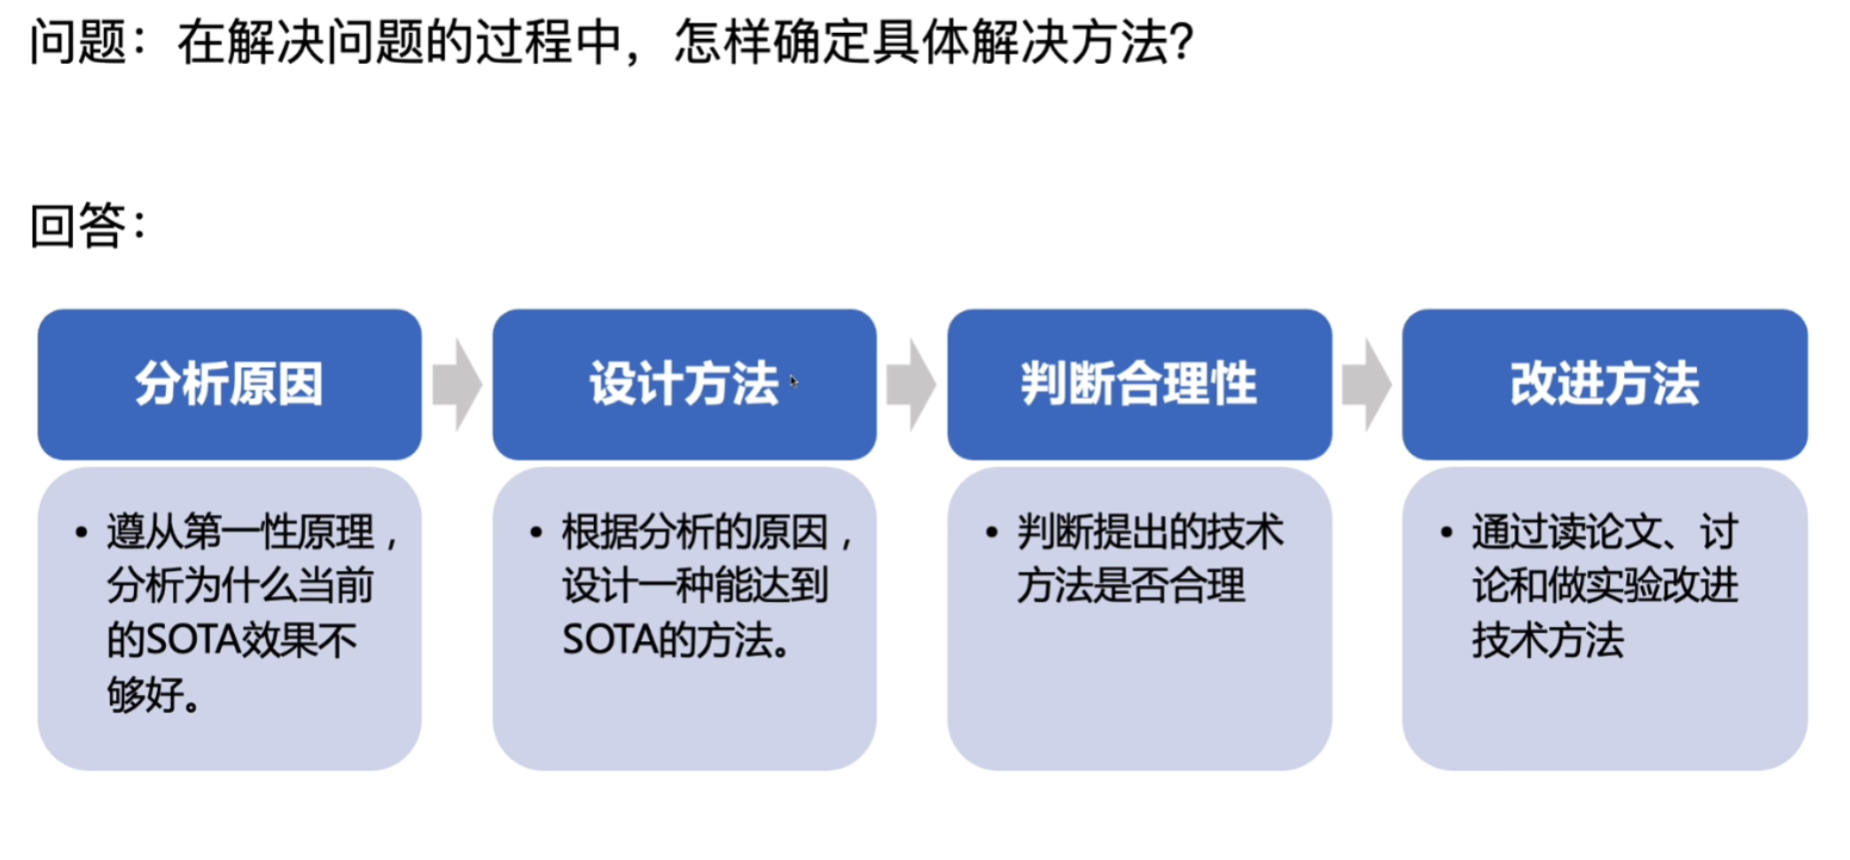 问题：在解决问题的过程中，怎样确定具体解决方法？
回答：
分析原因
• 遵从第一性原理，
分析为什么当前
的SOTA效果不
够好。
设计方法
• 根据分析的原因，
设计一种能达到
SOTA的方法。
判断合理性
• 判断提出的技术
方法是否合理
改进方法
• 通过读论文、讨
论和做实验改进
技术方法